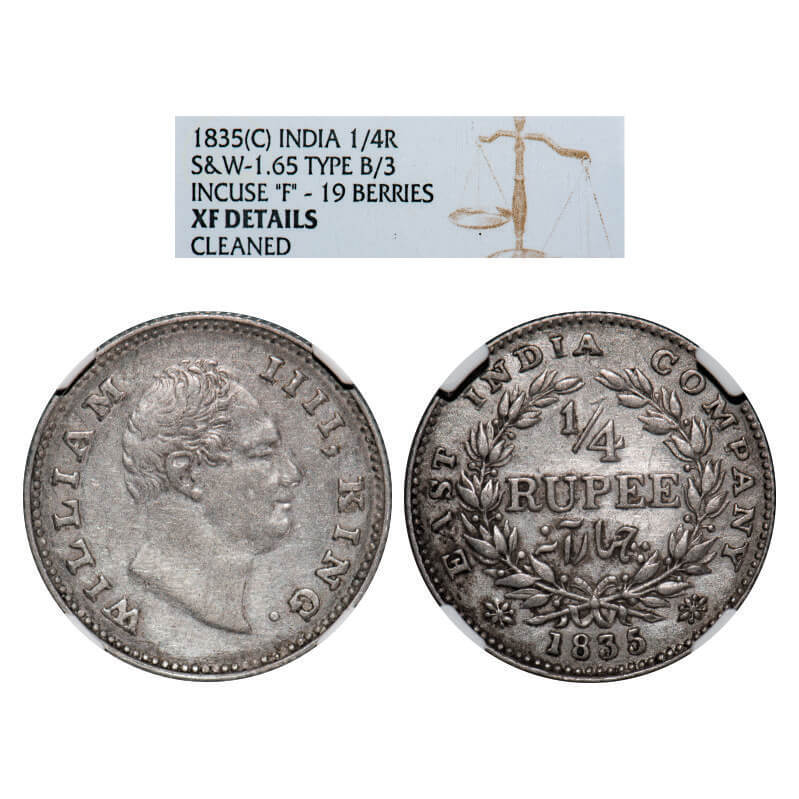 1835(C) INDIA 1/4R
S&W-1.65 TYPE B/3
INCUSE "F" - 19 BERRIES
XF DETAILS
CLEANED
WILLIAM IIII, KING.
EAST INDIA COMPANY
1/4
RUPEE
چهارآنه
1835